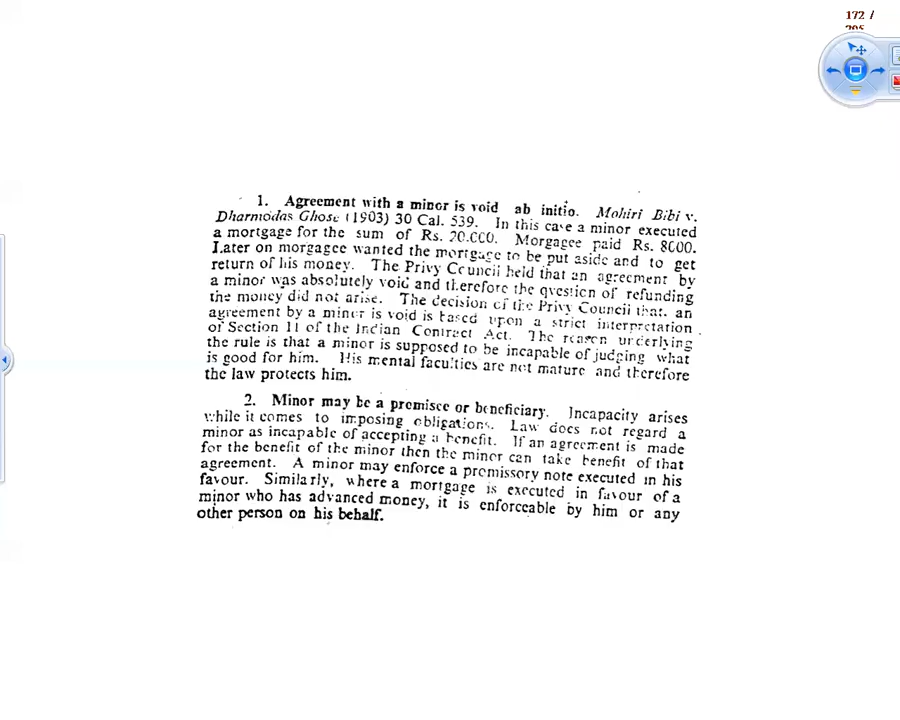 172 /
1. Agreement with a minor is void ab initio. Mohiri Bibi v.
Dharmodas Ghose (1903) 30 Cal. 539. In this case a minor executed
a mortgage for the sum of Rs. 20.000. Morgagee paid Rs. 8000.
Later on morgagee wanted the mortgage to be put aside and to get
return of his money. The Privy Council held that an agreement by
a minor was absolutely void and therefore the question of refunding
the money did not arise. The decision of the Privy Council that. an
agreement by a minor is void is based upon a strict interpretation
of Section 11 of the Indian Contract Act. The reason underlying
the rule is that a minor is supposed to be incapable of judging what
is good for him. His mental faculties are not mature and therefore
the law protects him.
2. Minor may be a promisee or beneficiary. Incapacity arises
while it comes to imposing obligations. Law does not regard a
minor as incapable of accepting a benefit. If an agreement is made
for the benefit of the minor then the minor can take benefit of that
agreement. A minor may enforce a promissory note executed in his
favour. Similarly, where a mortgage is executed in favour of a
minor who has advanced money, it is enforceable by him or any
other person on his behalf.